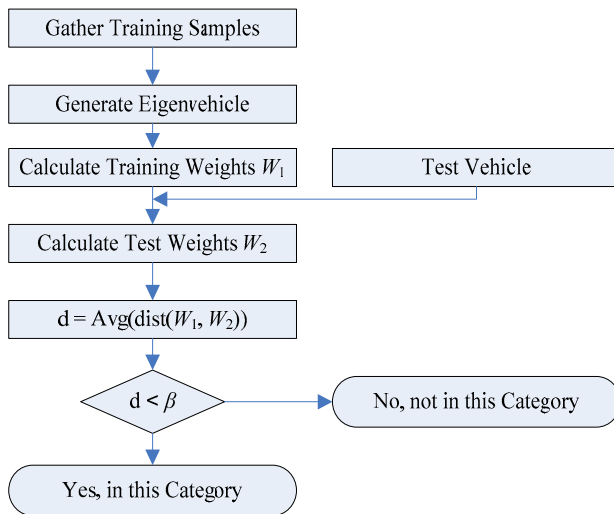 Gather Training Samples
Generate Eigenvehicle
Calculate Training Weights W₁
Test Vehicle
Calculate Test Weights W₂
d = Avg(dist(W₁, W₂))
d < β
No, not in this Category
Yes, in this Category